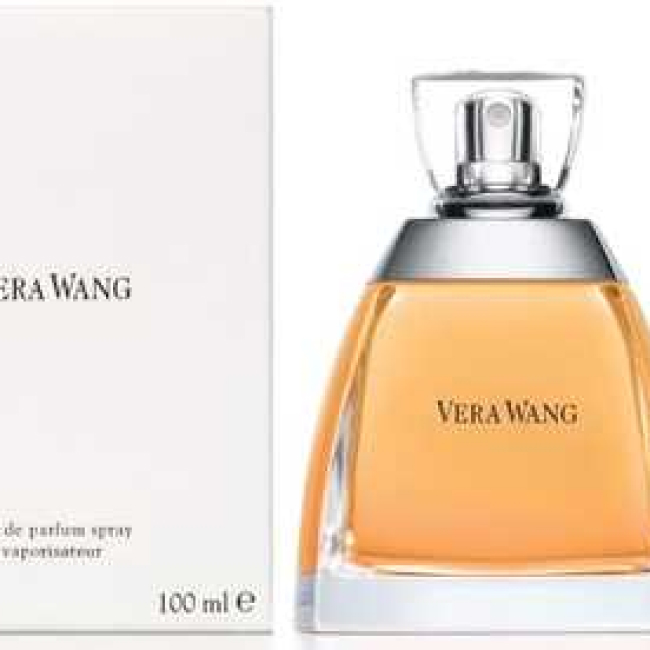 ERA WANG
de parfum spray
vaporisateur
100 ml e
VERA WANG